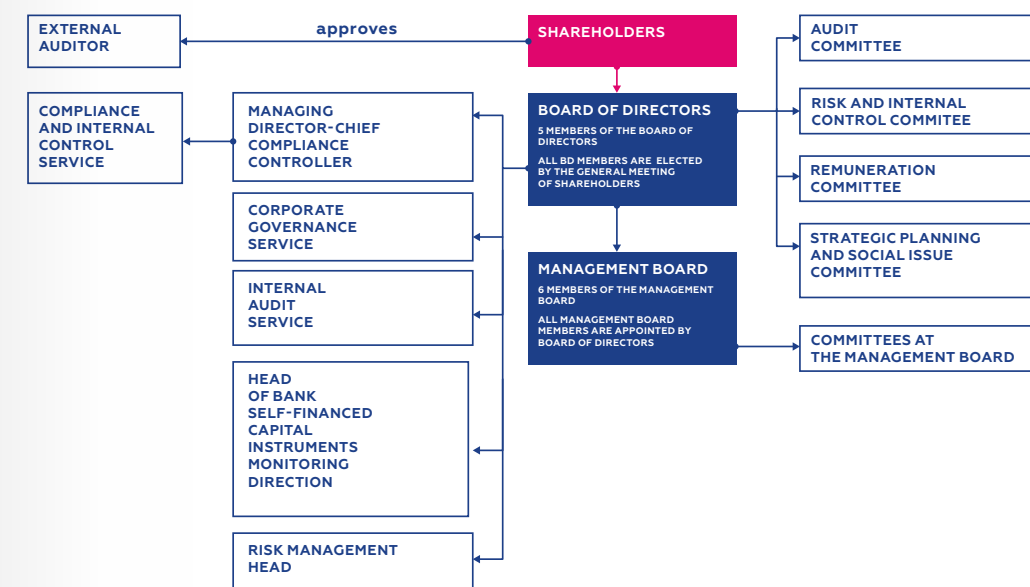 EXTERNAL
AUDITOR
approves
SHAREHOLDERS
AUDIT
COMMITTEE
COMPLIANCE
AND INTERNAL
CONTROL
SERVICE
MANAGING
DIRECTOR-CHIEF
COMPLIANCE
CONTROLLER
BOARD OF DIRECTORS
5 MEMBERS OF THE BOARD OF
DIRECTORS
ALL BD MEMBERS ARE ELECTED
BY THE GENERAL MEETING
OF SHAREHOLDERS
RISK AND INTERNAL
CONTROL COMMITEE
REMUNERATION
COMMITTEE
CORPORATE
GOVERNANCE
SERVICE
STRATEGIC PLANNING
AND SOCIAL ISSUE
COMMITTEE
INTERNAL
AUDIT
SERVICE
MANAGEMENT BOARD
6 MEMBERS OF THE MANAGEMENT
BOARD
ALL MANAGEMENT BOARD
MEMBERS ARE APPOINTED BY
BOARD OF DIRECTORS
COMMITTEES AT
THE MANAGEMENT BOARD
HEAD
OF BANK
SELF-FINANCED
CAPITAL
INSTRUMENTS
MONITORING
DIRECTION
RISK MANAGEMENT
HEAD